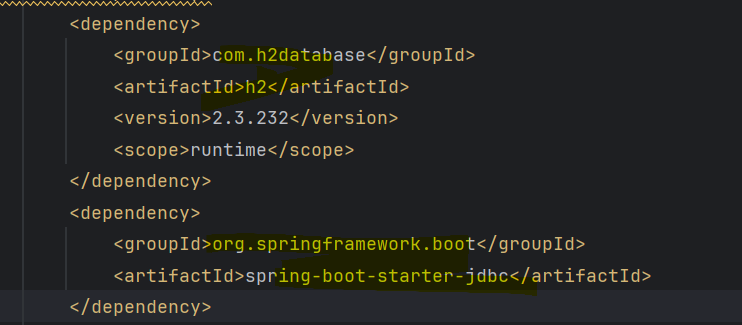 <dependency>
<groupId>com.h2database</groupId>
<artifactId>h2</artifactId>
<version>2.3.232</version>
<scope>runtime</scope>
</dependency>
<dependency>
<groupId>org.springframework.boot</groupId>
<artifactId>spring-boot-starter-jdbc</artifactId>
</dependency>